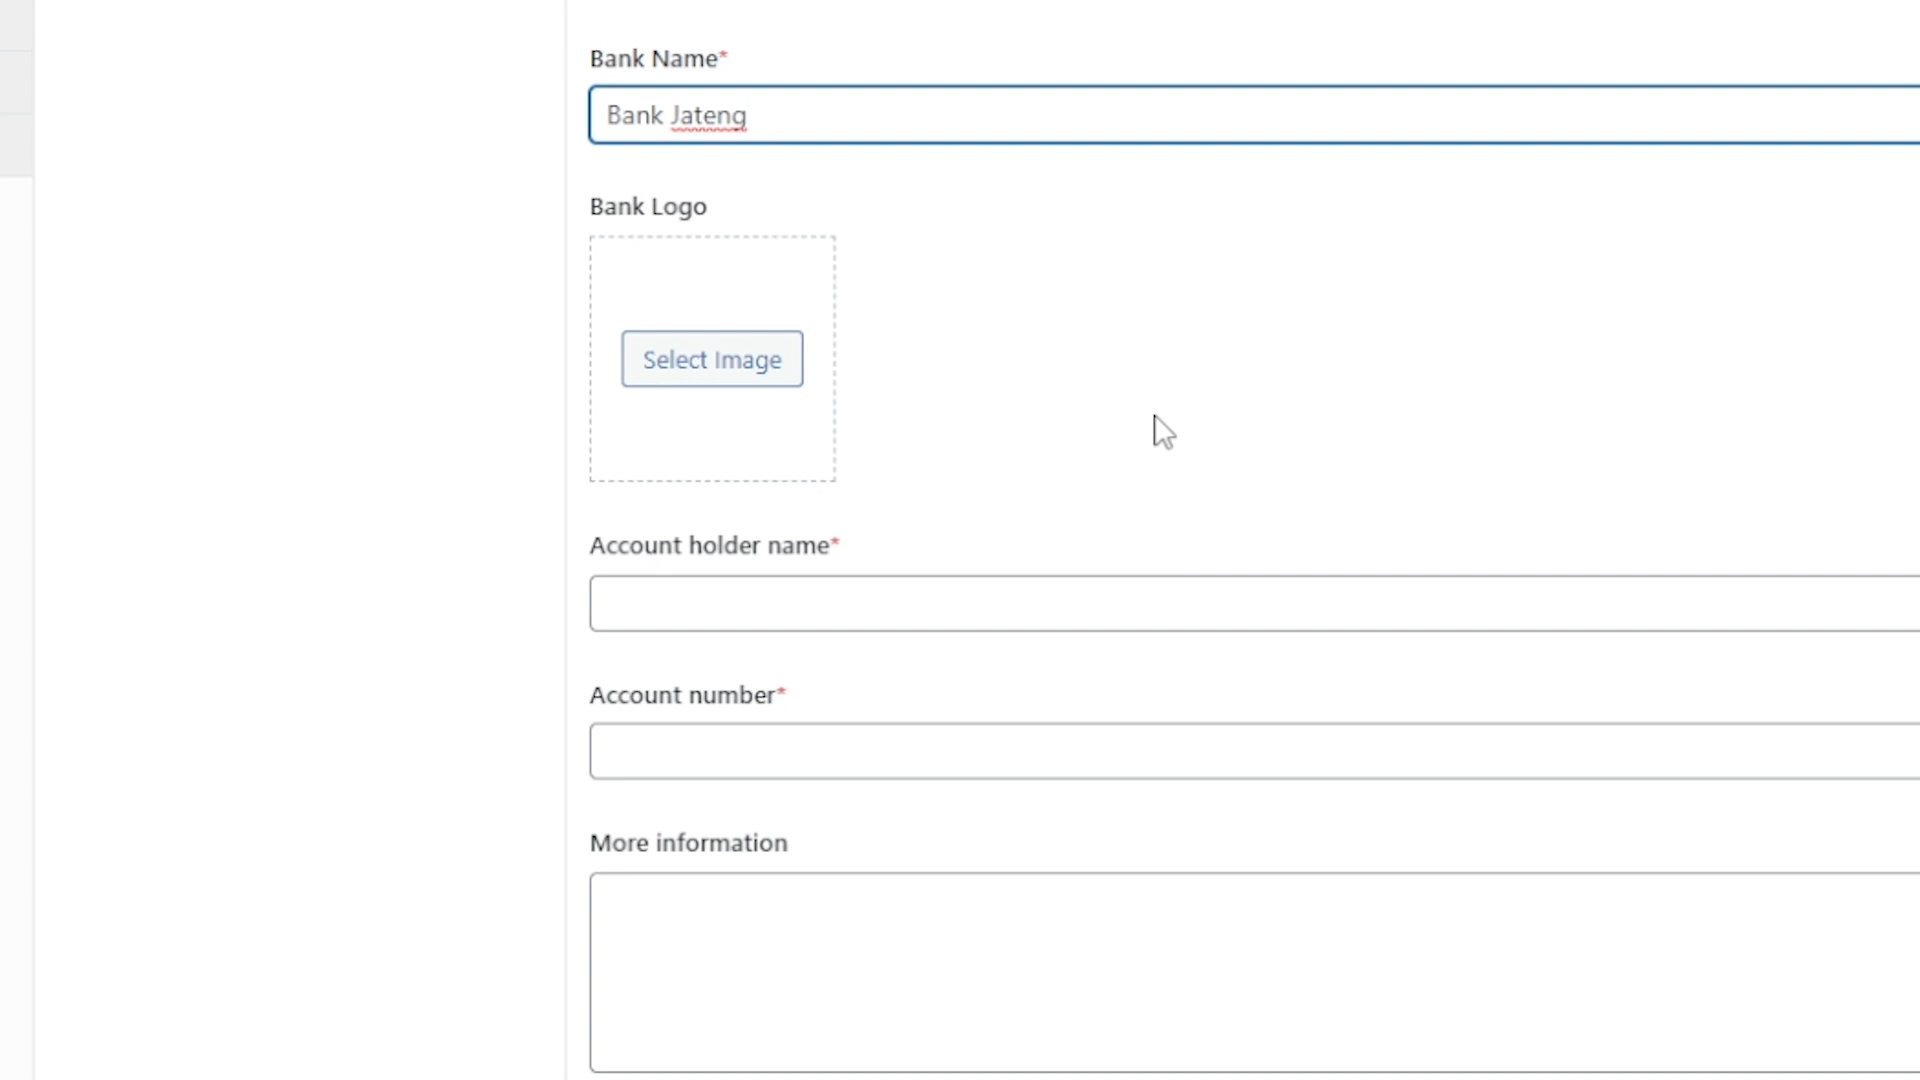 Bank Name*
Bank Jateng
Bank Logo
Select Image
Account holder name*
Account number*
More information